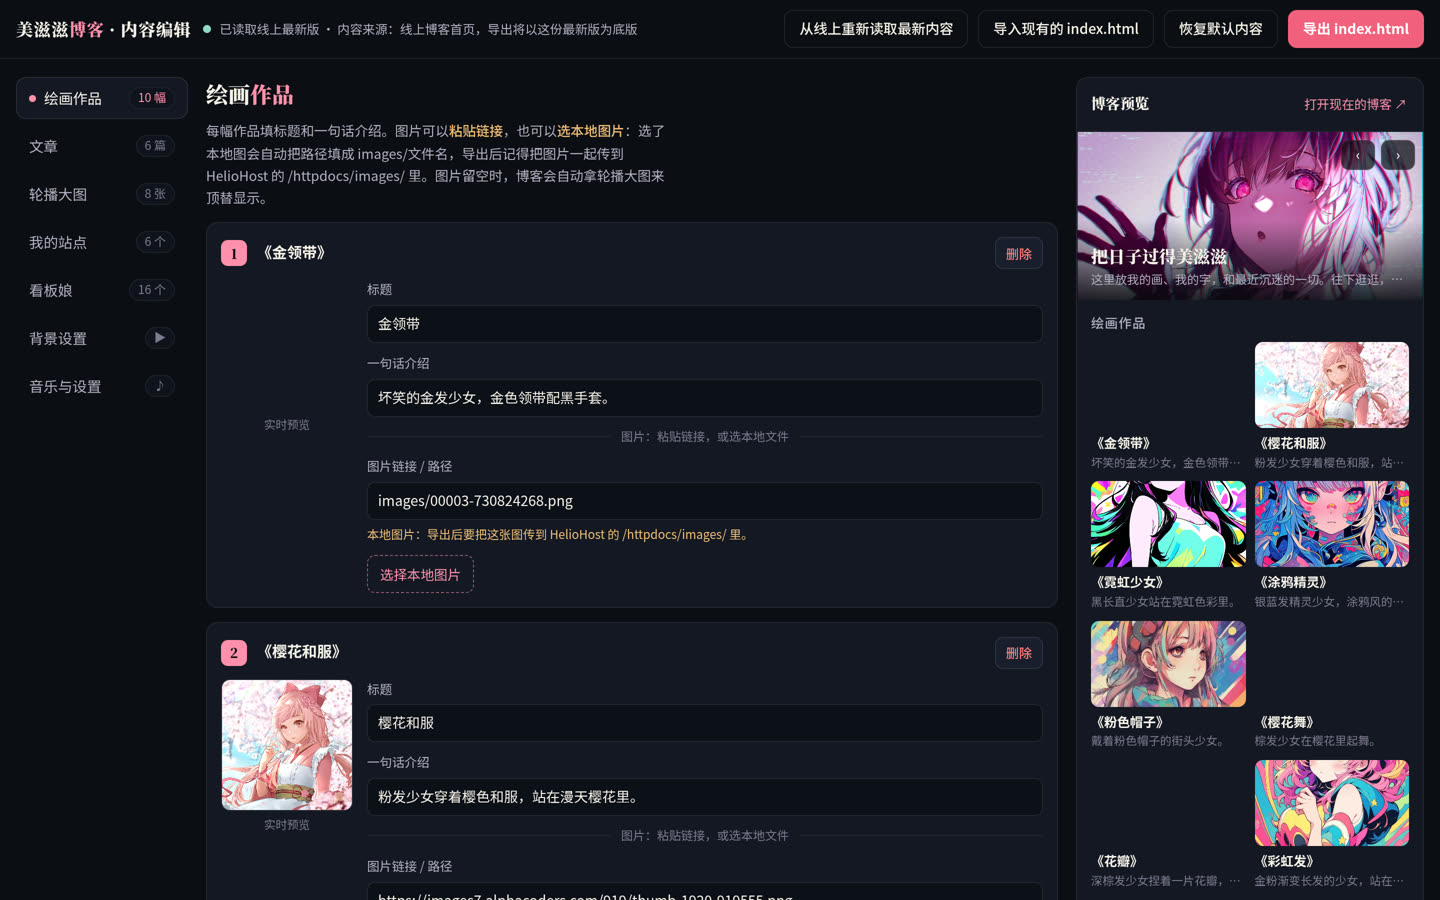 美滋滋博客 · 内容编辑
已读取线上最新版 · 内容来源：线上博客首页，导出将以这份最新版为底版
从线上重新读取最新内容
导入现有的 index.html
恢复默认内容
导出 index.html
绘画作品
10 幅
文章
6 篇
轮播大图
8 张
我的站点
6 个
看板娘
16 个
背景设置
▶
音乐与设置
♪
绘画作品
每幅作品填标题和一句话介绍。图片可以粘贴链接，也可以选本地图片：选了
本地图会自动把路径填成 images/文件名，导出后记得把图片一起传到
HelioHost 的 /httpdocs/images/ 里。图片留空时，博客会自动拿轮播大图来
顶替显示。
1
《金领带》
删除
标题
金领带
一句话介绍
坏笑的金发少女，金色领带配黑手套。
实时预览
图片：粘贴链接，或选本地文件
图片链接 / 路径
images/00003-730824268.png
本地图片：导出后要把这张图传到 HelioHost 的 /httpdocs/images/ 里。
选择本地图片
2
《樱花和服》
删除
标题
樱花和服
一句话介绍
粉发少女穿着樱色和服，站在漫天樱花里。
实时预览
图片：粘贴链接，或选本地文件
图片链接 / 路径
https://images7.alphacoders.com/919/thumb-1920-919555.png
博客预览
打开现在的博客 ↗
‹
›
把日子过得美滋滋
这里放我的画、我的字，和最近沉迷的一切。往下逛逛，…
绘画作品
《金领带》
坏笑的金发少女，金色领带…
《樱花和服》
粉发少女穿着樱色和服，站…
《霓虹少女》
黑长直少女站在霓虹色彩里。
《涂鸦精灵》
银蓝发精灵少女，涂鸦风的…
《粉色帽子》
戴着粉色帽子的街头少女。
《樱花舞》
棕发少女在樱花里起舞。
《花瓣》
深棕发少女捏着一片花瓣，…
《彩虹发》
金粉渐变长发的少女，站在…